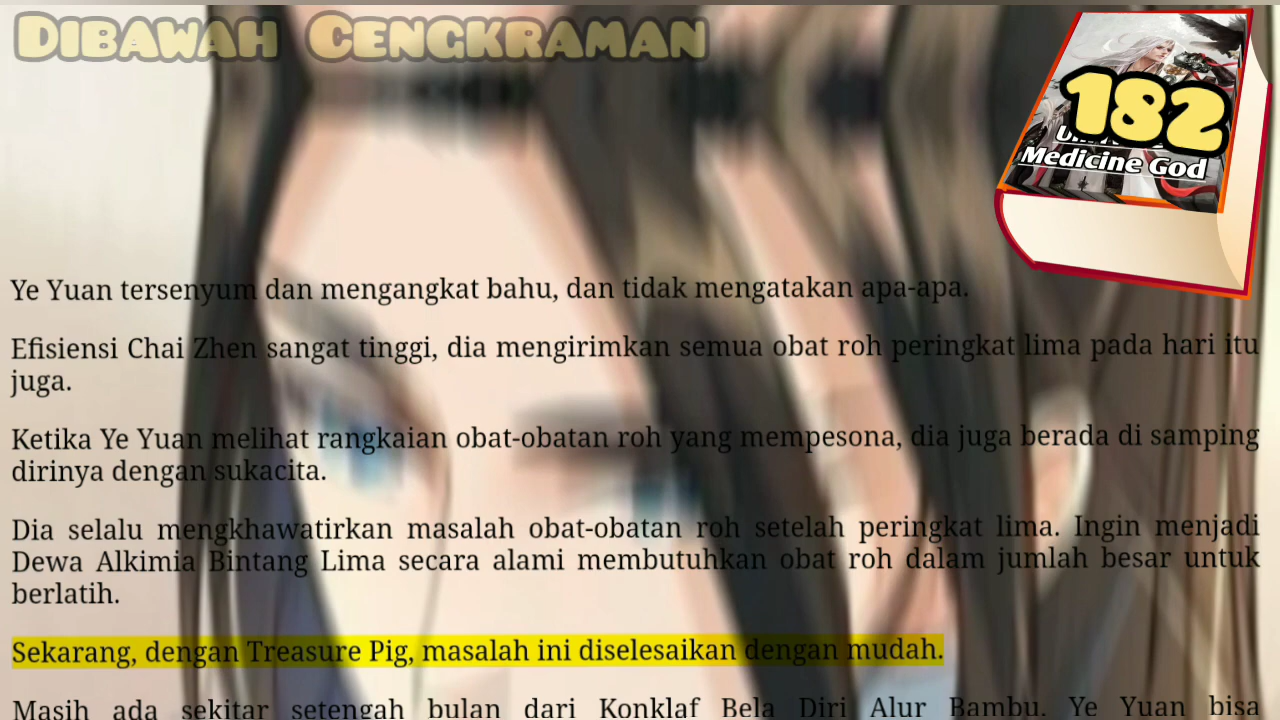 DIBAWAH CENGKRAMAN
182
Medicine God
Ye Yuan tersenyum dan mengangkat bahu, dan tidak mengatakan apa-apa.
Efisiensi Chai Zhen sangat tinggi, dia mengirimkan semua obat roh peringkat lima pada hari itu
juga.
Ketika Ye Yuan melihat rangkaian obat-obatan roh yang mempesona, dia juga berada di samping
dirinya dengan sukacita.
Dia selalu mengkhawatirkan masalah obat-obatan roh setelah peringkat lima. Ingin menjadi
Dewa Alkimia Bintang Lima secara alami membutuhkan obat roh dalam jumlah besar untuk
berlatih.
Sekarang, dengan Treasure Pig, masalah ini diselesaikan dengan mudah.
Masih ada sekitar setengah bulan dari Konklaf Bela Diri Alur Bambu. Ye Yuan bisa